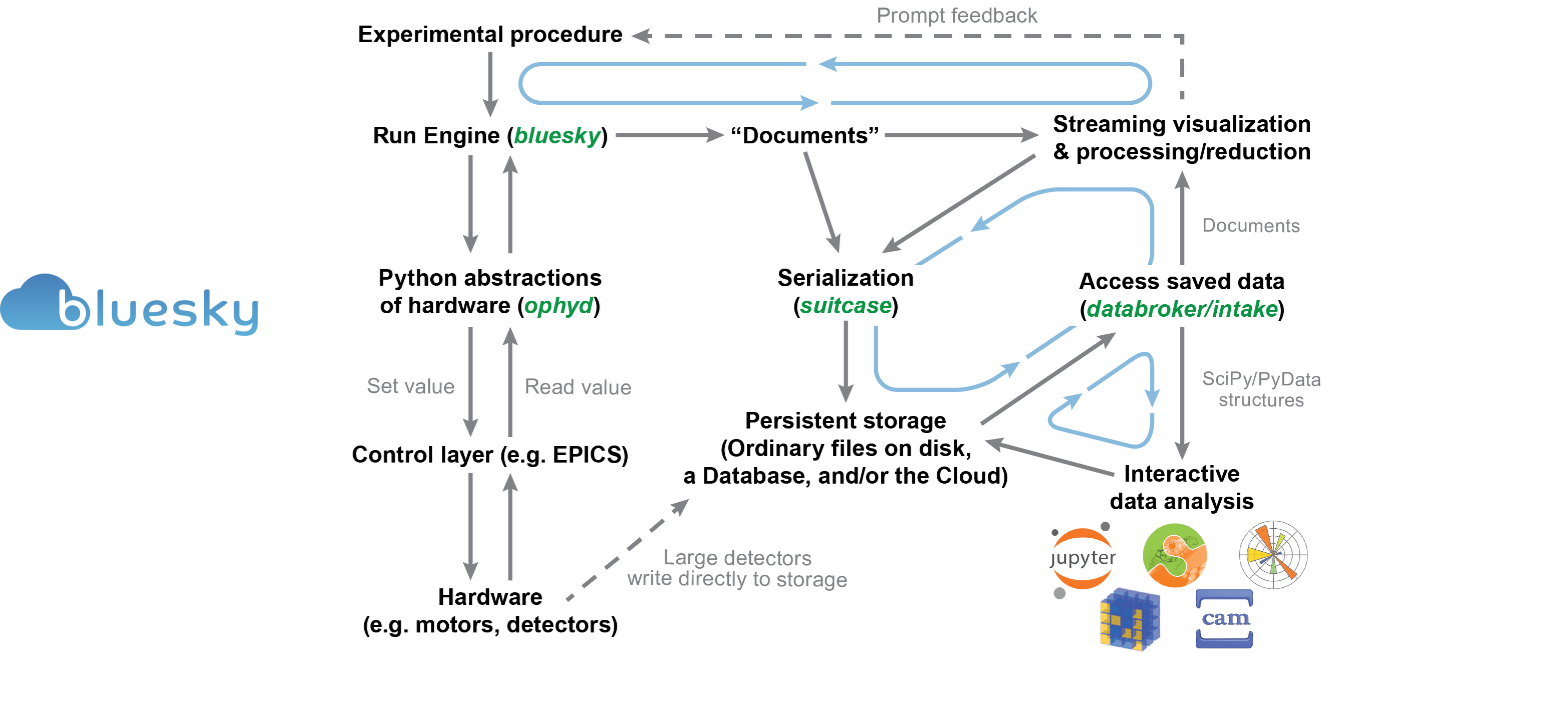 Prompt feedback
Experimental procedure
Run Engine (bluesky)
“Documents”
Streaming visualization
& processing/reduction
Documents
bluesky
Python abstractions
of hardware (ophyd)
Serialization
(suitcase)
Access saved data
(databroker/intake)
Set value
Read value
SciPy/PyData
structures
Control layer (e.g. EPICS)
Persistent storage
(Ordinary files on disk,
a Database, and/or the Cloud)
Interactive
data analysis
Large detectors
write directly to storage
Hardware
(e.g. motors, detectors)
jupyter
cam